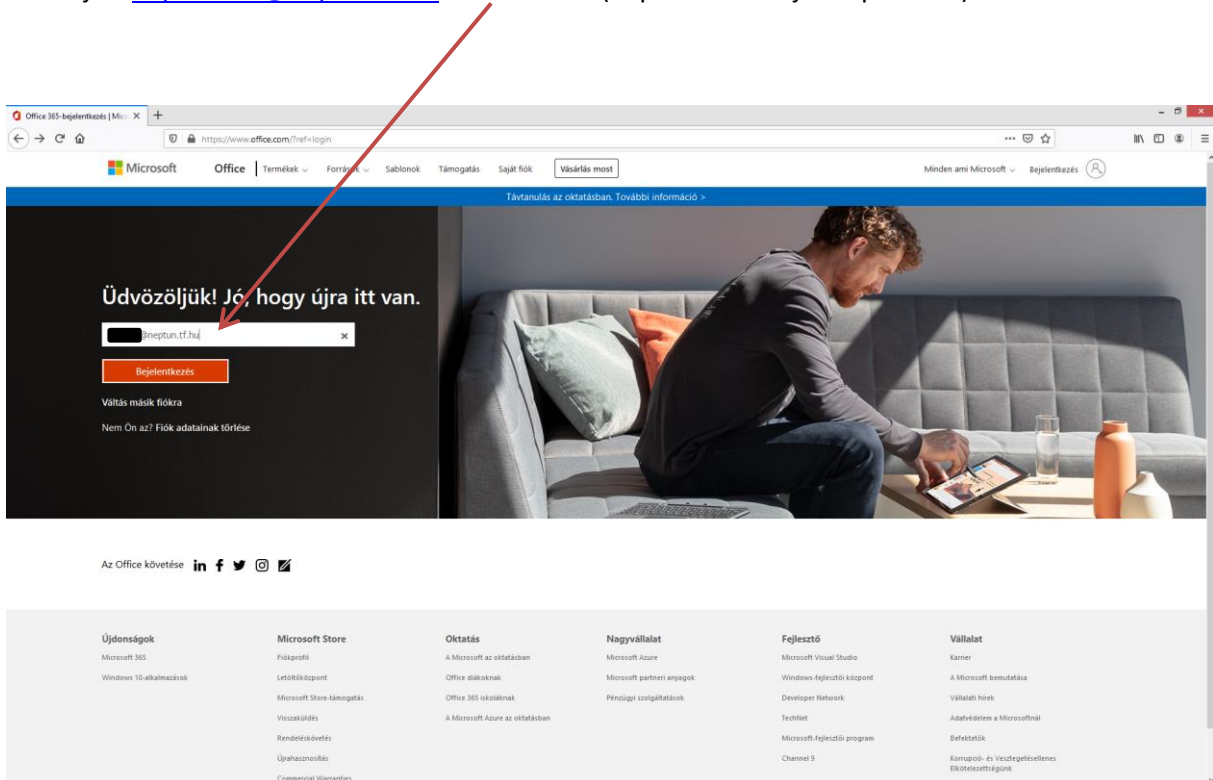 Office 365-bejelentkezés | Micr
https://www.office.com/?ref=login
Microsoft Office Termékek Források Sablonok Támogatás Saját fiók Vásárlás most Minden ami Microsoft Bejelentkezés
Távtanulás az oktatásban. További információ >
Üdvözöljük! Jó, hogy újra itt van.
@neptun.tf.hu
Bejelentkezés
Váltás másik fiókra
Nem Ön az? Fiók adatainak törlése
Az Office követése
Újdonságok
Microsoft 365
Windows 10-alkalmazások
Microsoft Store
Fiókprofil
Letöltőközpont
Microsoft Store-támogatás
Visszaküldés
Rendeléskövetés
Újrahasznosítás
Commercial Warranties
Oktatás
A Microsoft az oktatásban
Office diákoknak
Office 365 iskoláknak
A Microsoft Azure az oktatásban
Nagyvállalat
Microsoft Azure
Microsoft partneri anyagok
Pénzügyi szolgáltatások
Fejlesztő
Microsoft Visual Studio
Windows-fejlesztői központ
Developer Network
TechNet
Microsoft-fejlesztői program
Channel 9
Vállalat
Karrier
A Microsoft bemutatása
Vállalati hírek
Adatvédelem a Microsoftnál
Befektetők
Korrupció- és Vesztegetésellenes
Elkötelezettségünk